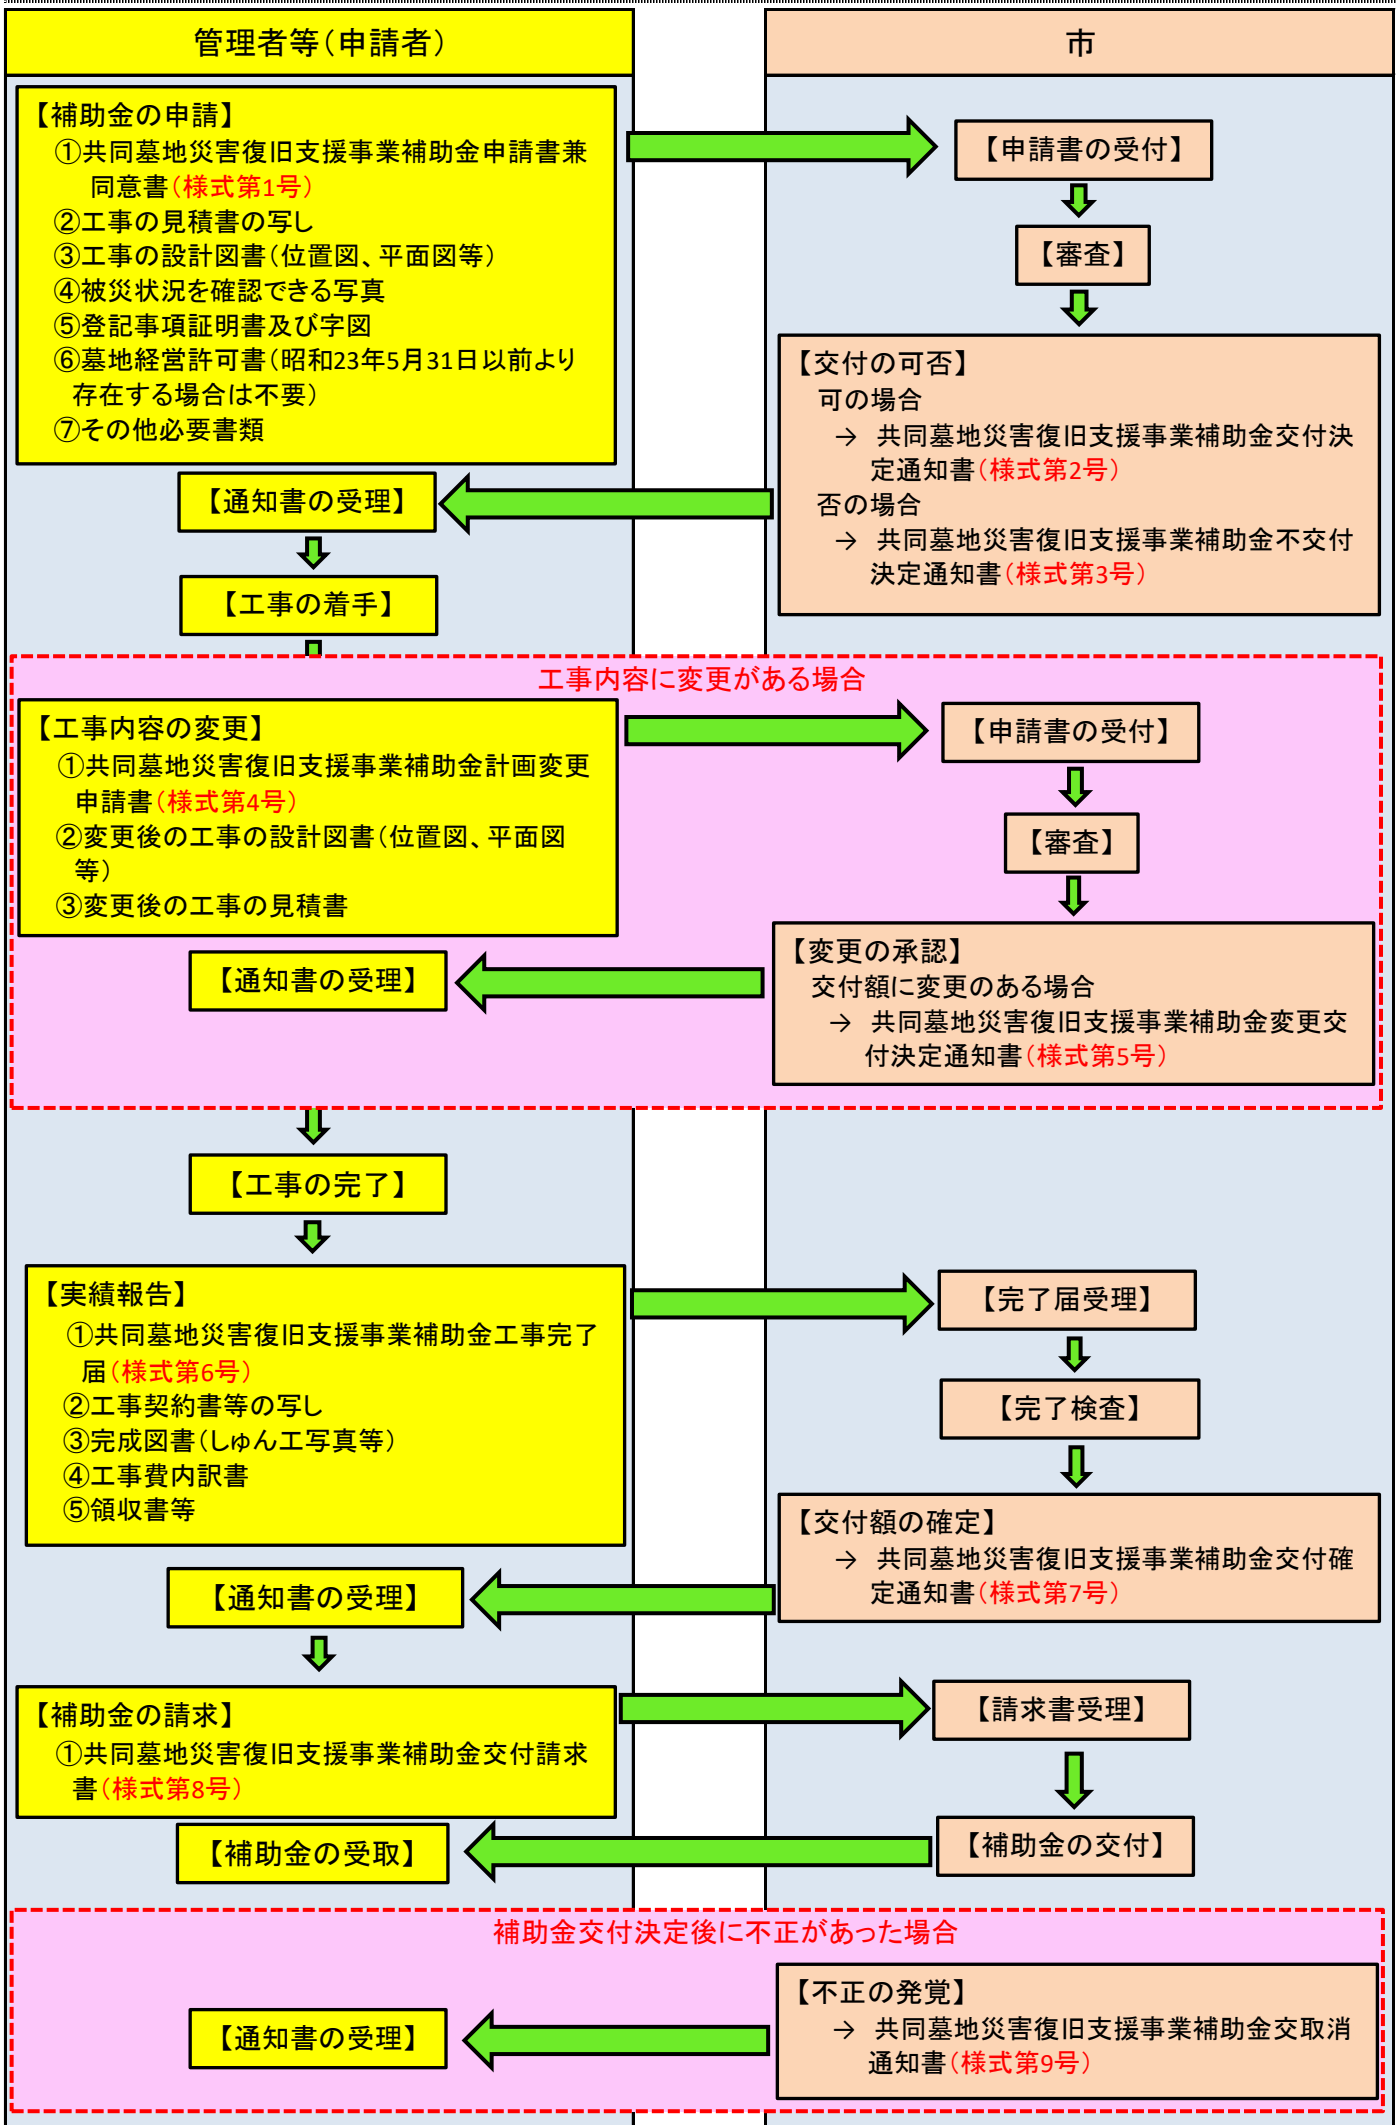 管理者等（申請者）
市
【補助金の申請】
①共同墓地災害復旧支援事業補助金申請書兼
同意書（様式第1号）
②工事の見積書の写し
③工事の設計図書（位置図、平面図等）
④被災状況を確認できる写真
⑤登記事項証明書及び字図
⑥墓地経営許可書（昭和23年5月31日以前より
存在する場合は不要）
⑦その他必要書類
【申請書の受付】
【審査】
【交付の可否】
可の場合
→ 共同墓地災害復旧支援事業補助金交付決
定通知書（様式第2号）
否の場合
→ 共同墓地災害復旧支援事業補助金不交付
決定通知書（様式第3号）
【通知書の受理】
【工事の着手】
工事内容に変更がある場合
【工事内容の変更】
①共同墓地災害復旧支援事業補助金計画変更
申請書（様式第4号）
②変更後の工事の設計図書（位置図、平面図
等）
③変更後の工事の見積書
【申請書の受付】
【審査】
【変更の承認】
交付額に変更のある場合
→ 共同墓地災害復旧支援事業補助金変更交
付決定通知書（様式第5号）
【通知書の受理】
【工事の完了】
【実績報告】
①共同墓地災害復旧支援事業補助金工事完了
届（様式第6号）
②工事契約書等の写し
③完成図書（しゅん工写真等）
④工事費内訳書
⑤領収書等
【完了届受理】
【完了検査】
【交付額の確定】
→ 共同墓地災害復旧支援事業補助金交付確
定通知書（様式第7号）
【通知書の受理】
【補助金の請求】
①共同墓地災害復旧支援事業補助金交付請求
書（様式第8号）
【請求書受理】
【補助金の交付】
【補助金の受取】
補助金交付決定後に不正があった場合
【不正の発覚】
→ 共同墓地災害復旧支援事業補助金交取消
通知書（様式第9号）
【通知書の受理】